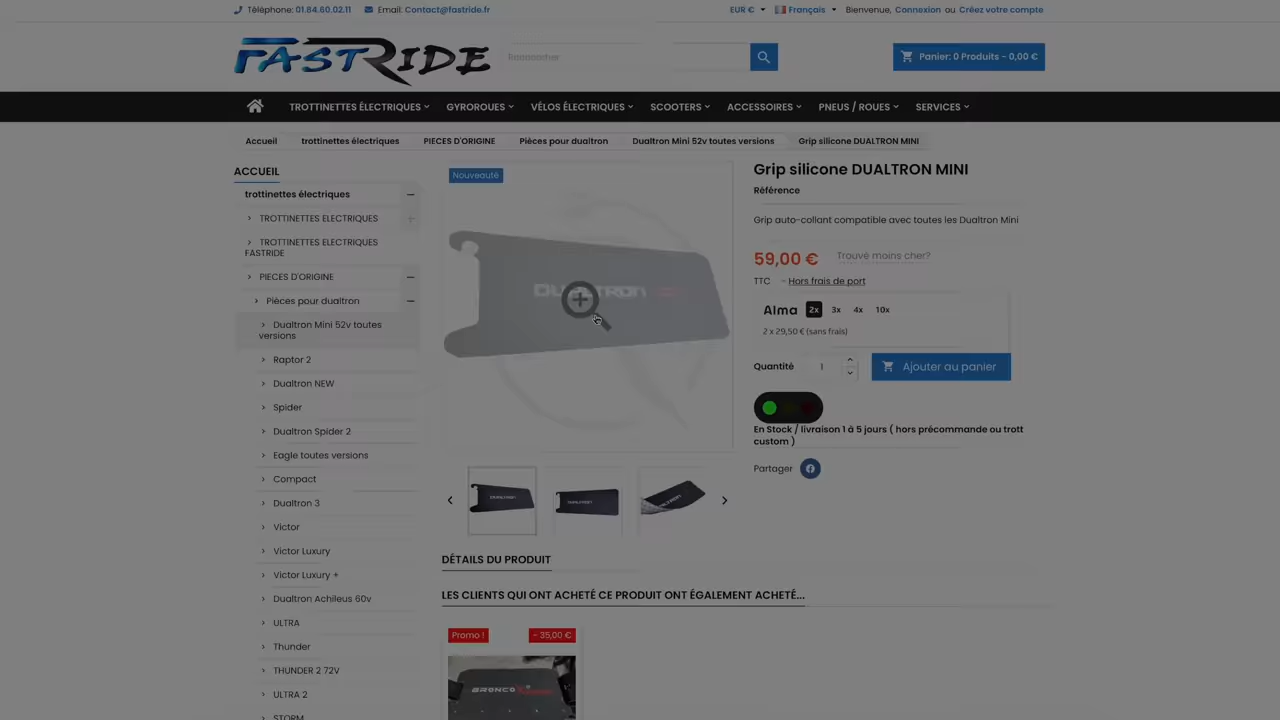 Téléphone: 01.84.60.02.11
Email: Contact@fastride.fr
EUR €
Français
Bienvenue, Connexion ou Créez votre compte
FASTRIDE
Rechercher
Panier: 0 Produits - 0,00 €
TROTTINETTES ÉLECTRIQUES
GYROROUES
VÉLOS ÉLECTRIQUES
SCOOTERS
ACCESSOIRES
PNEUS / ROUES
SERVICES
Accueil
trottinettes électriques
PIECES D'ORIGINE
Pièces pour dualtron
Dualtron Mini 52v toutes versions
Grip silicone DUALTRON MINI
ACCUEIL
trottinettes électriques
TROTTINETTES ELECTRIQUES
TROTTINETTES ELECTRIQUES
FASTRIDE
PIECES D'ORIGINE
Pièces pour dualtron
Dualtron Mini 52v toutes
versions
Raptor 2
Dualtron NEW
Spider
Dualtron Spider 2
Eagle toutes versions
Compact
Dualtron 3
Victor
Victor Luxury
Victor Luxury +
Dualtron Achileus 60v
ULTRA
Thunder
THUNDER 2 72V
ULTRA 2
STORM
Nouveauté
DUALTRON
Grip silicone DUALTRON MINI
Référence
Grip auto-collant compatible avec toutes les Dualtron Mini
59,00 €
Trouvé moins cher?
TTC - Hors frais de port
Alma 2x 3x 4x 10x
2 x 29,50 € (sans frais)
Quantité
1
Ajouter au panier
En Stock / livraison 1 à 5 jours ( hors précommande ou trott
custom )
Partager
DÉTAILS DU PRODUIT
LES CLIENTS QUI ONT ACHETÉ CE PRODUIT ONT ÉGALEMENT ACHETÉ...
Promo !
- 35,00 €
BRONCO